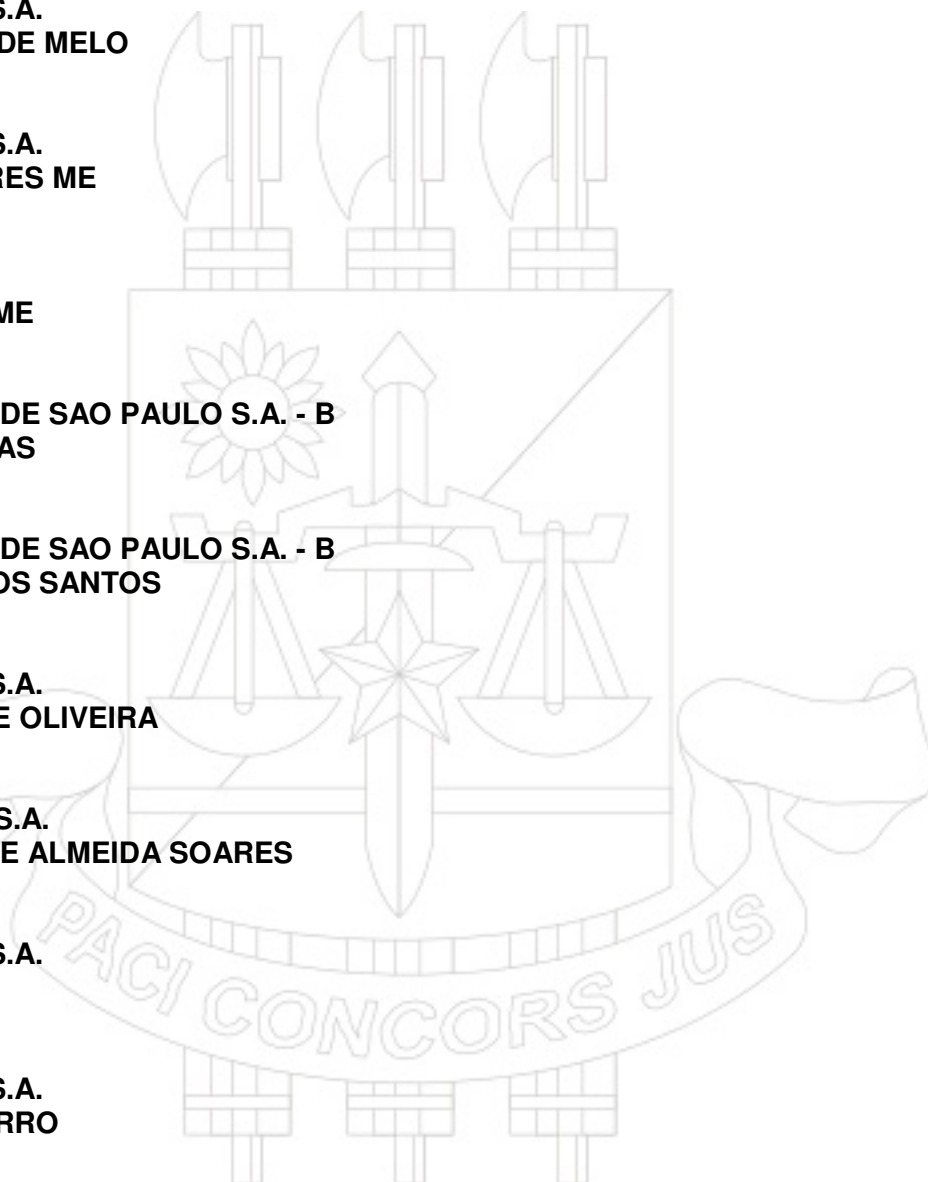 S.A.
DE MELO
S.A.
RES ME
ME
DE SAO PAULO S.A. - B
AS
DE SAO PAULO S.A. - B
OS SANTOS
S.A.
E OLIVEIRA
S.A.
E ALMEIDA SOARES
S.A.
PACI CONCORS JUS
S.A.
RRO